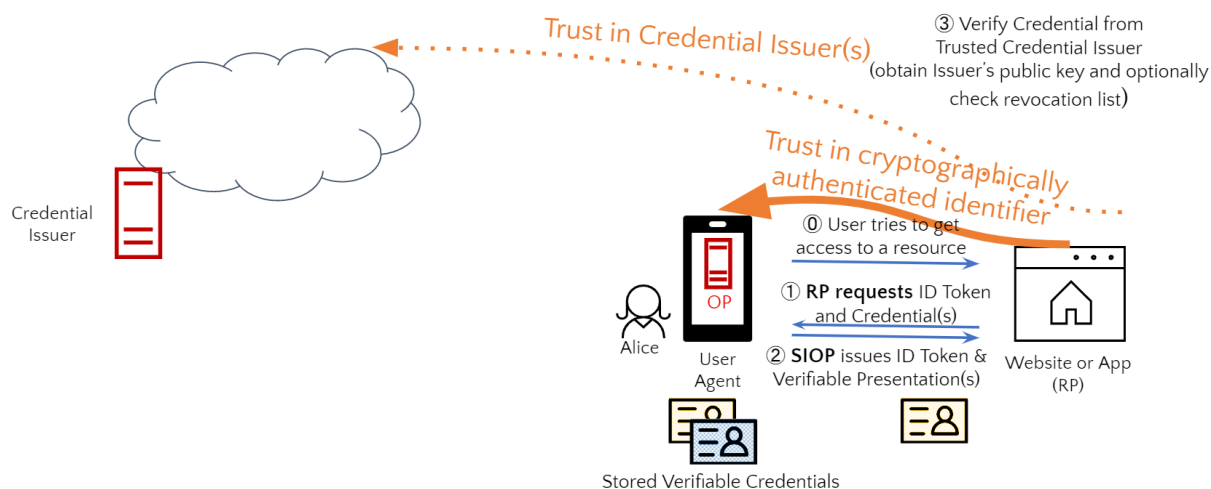 Trust in Credential Issuer(s)
③ Verify Credential from
Trusted Credential Issuer
(obtain Issuer's public key and optionally
check revocation list)
Trust in cryptographically
authenticated identifier
Credential
Issuer
⓪ User tries to get
access to a resource
OP
① RP requests ID Token
and Credential(s)
Alice
② SIOP issues ID Token &
Verifiable Presentation(s)
User
Agent
Website or App
(RP)
Stored Verifiable Credentials